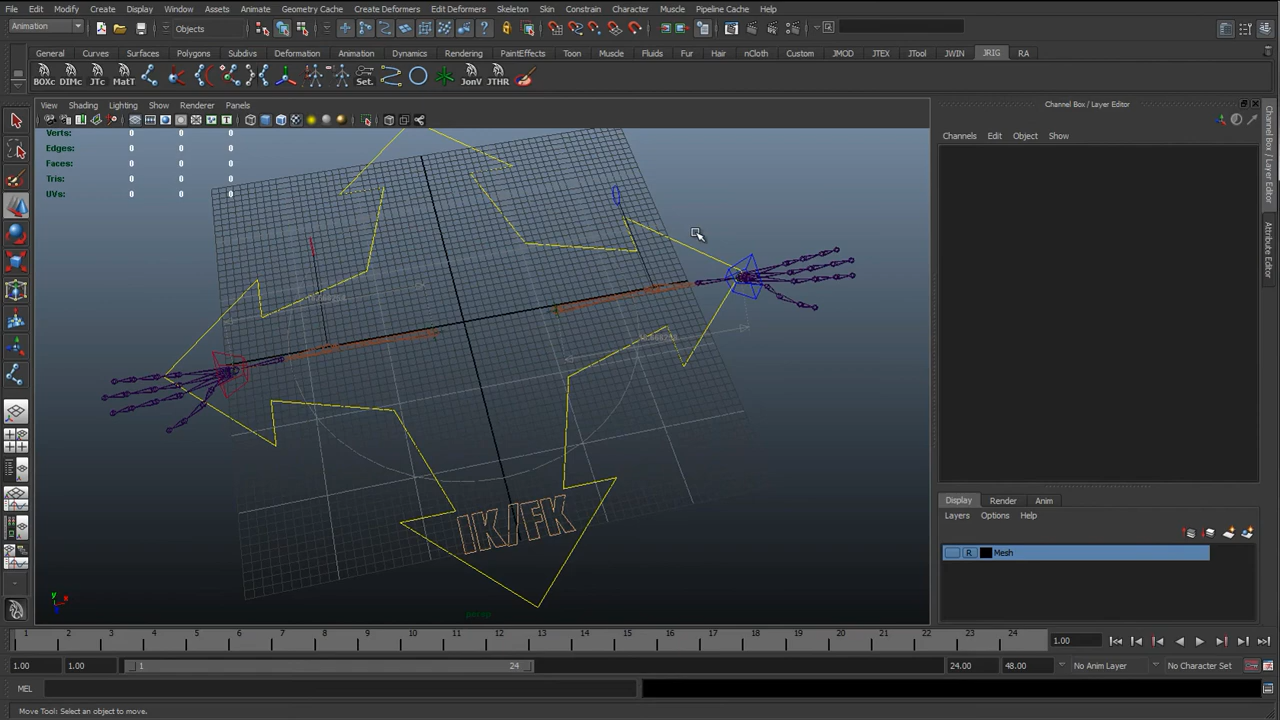 File Edit Modify Create Display Window Assets Animate Geometry Cache Create Deformers Edit Deformers Skeleton Skin Constrain Character Muscle Pipeline Cache Help
Animation Objects
General Curves Surfaces Polygons Subdivs Deformation Animation Dynamics Rendering PaintEffects Toon Muscle Fluids Fur Hair nCloth Custom JMOD JTEX JTool JWIN JRIG RA
BOXc DIMc JTc MatT Set. JonV JTHR
View Shading Lighting Show Renderer Panels
Channel Box / Layer Editor
Channels Edit Object Show
Channel Box / Layer Editor
Attribute Editor
Verts: 0 0 0
Edges: 0 0 0
Faces: 0 0 0
Tris: 0 0 0
UVs: 0 0 0
IK/FK
persp
y
x
Display Render Anim
Layers Options Help
R Mesh
1 2 3 4 5 6 7 8 9 10 11 12 13 14 15 16 17 18 19 20 21 22 23 24 1.00
1.00 1.00 1 24 24.00 48.00 No Anim Layer No Character Set
MEL
Move Tool: Select an object to move.